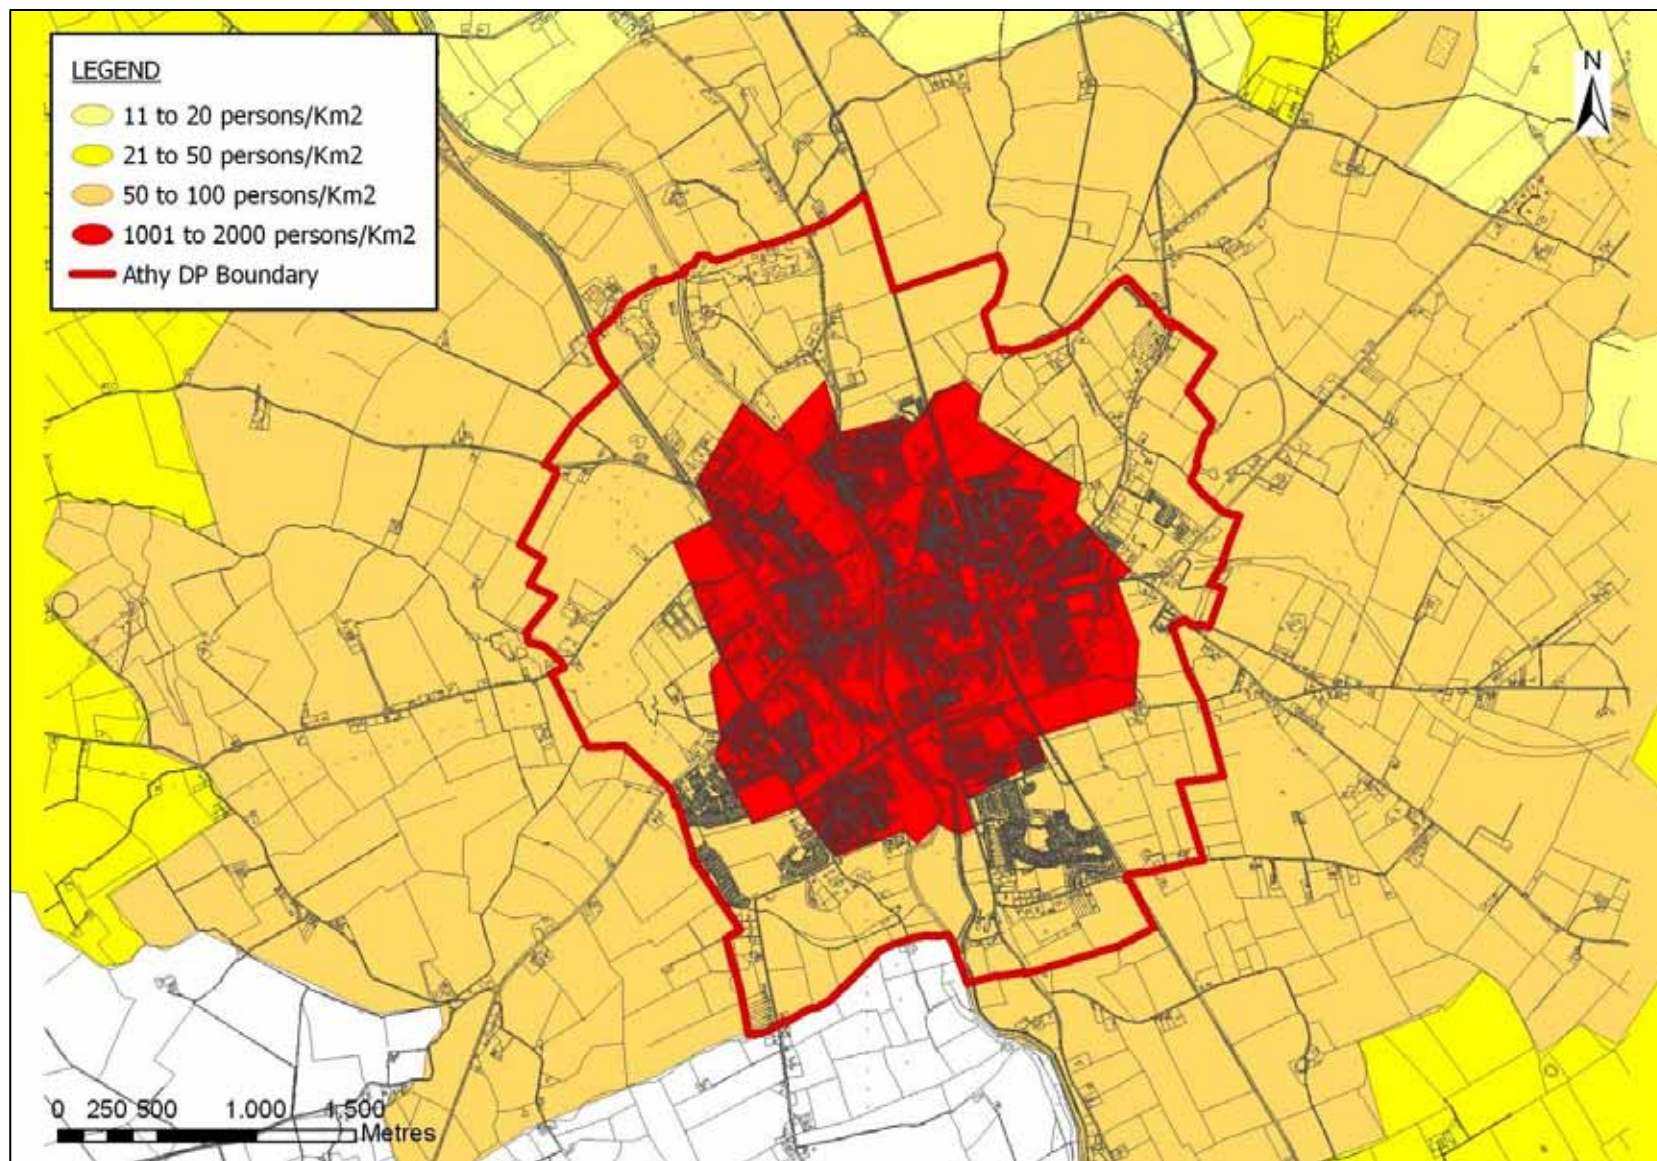 LEGEND
11 to 20 persons/Km2
21 to 50 persons/Km2
50 to 100 persons/Km2
1001 to 2000 persons/Km2
Athy DP Boundary
N
0 250 500 1.000 1.500
Metres